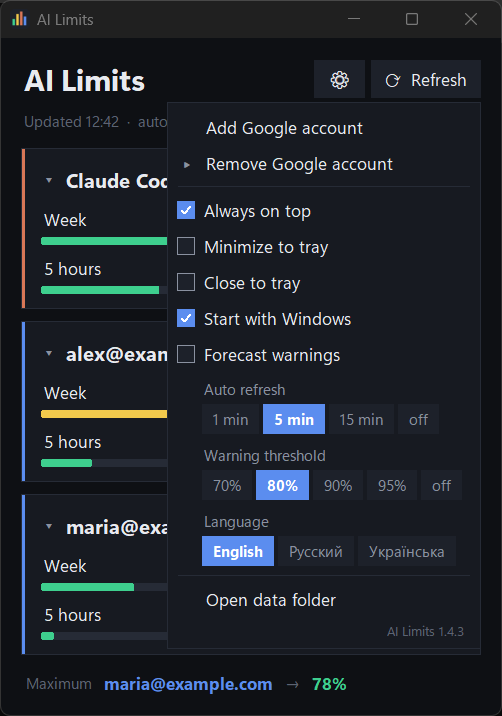 AI Limits
AI Limits
Refresh
Updated 12:42 · auto
Add Google account
Remove Google account
Claude Cod
Week
5 hours
alex@exan
Week
5 hours
maria@exa
Week
5 hours
Always on top
Minimize to tray
Close to tray
Start with Windows
Forecast warnings
Auto refresh
1 min 5 min 15 min off
Warning threshold
70% 80% 90% 95% off
Language
English Русский Українська
Open data folder
AI Limits 1.4.3
Maximum maria@example.com → 78%